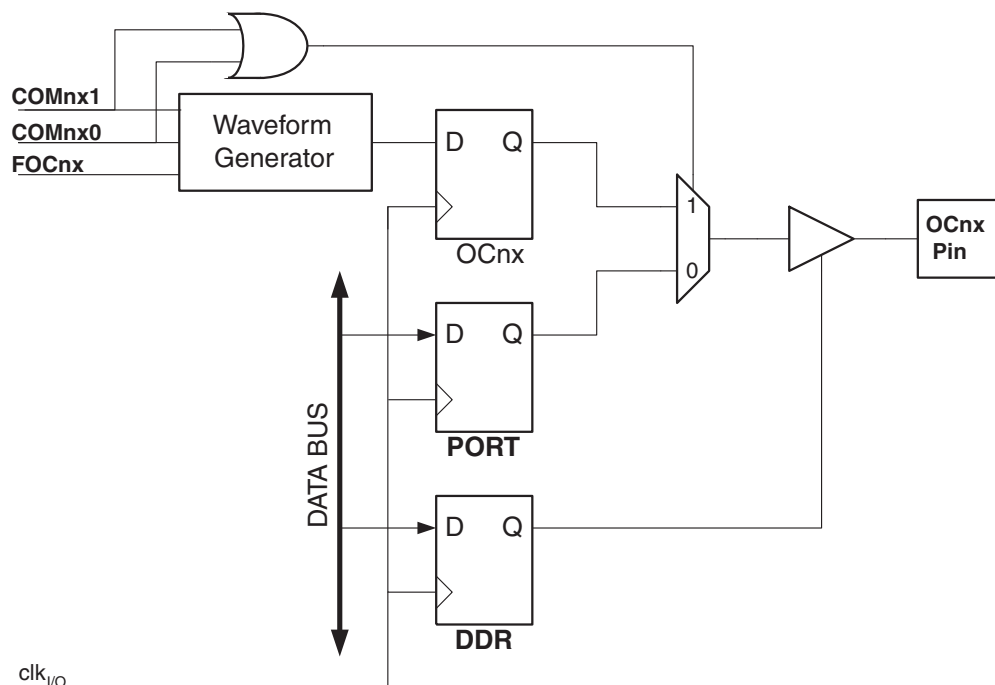 COMnx1
COMnx0
FOCnx
Waveform
Generator
D Q
OCnx
1
0
OCnx
Pin
D Q
PORT
DATA BUS
D Q
DDR
clkI/O